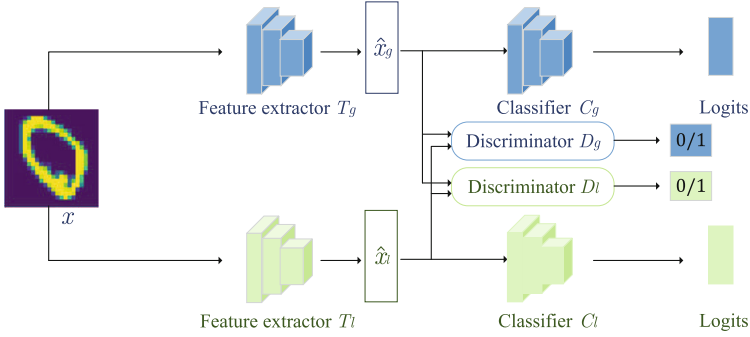 x̂g
Feature extractor Tg
Classifier Cg
Logits
Discriminator Dg
0/1
Discriminator Dl
0/1
x
x̂l
Feature extractor Tl
Classifier Cl
Logits